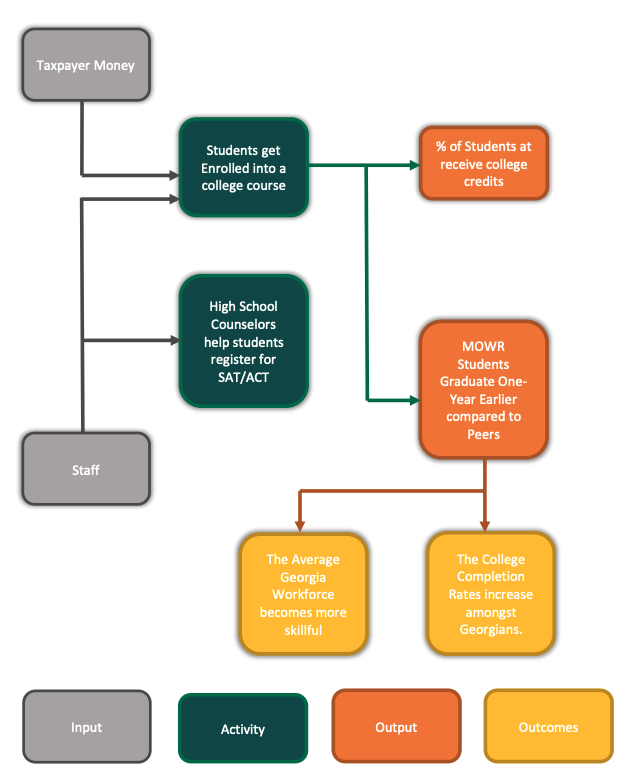 Taxpayer Money
Students get
Enrolled into a
college course
% of Students at
receive college
credits
High School
Counselors
help students
register for
SAT/ACT
MOWR
Students
Graduate One-
Year Earlier
compared to
Peers
Staff
The Average
Georgia
Workforce
becomes more
skillful
The College
Completion
Rates increase
amongst
Georgians.
Input
Activity
Output
Outcomes